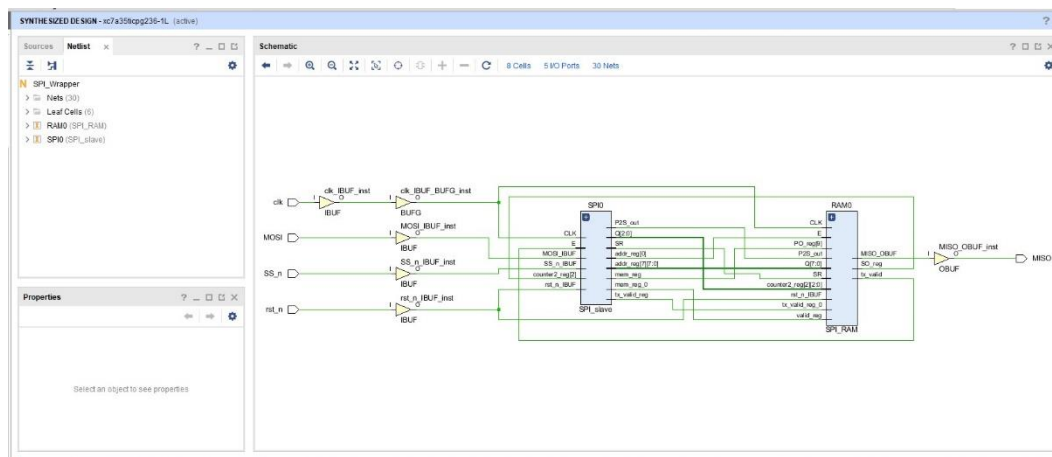 SYNTHESIZED DESIGN - xc7a35ticpg236-1L (active)
?
Sources Netlist ×
? _
N SPI_Wrapper
> Nets (30)
> Leaf Cells (6)
> RAM0 (SPI_RAM)
> SPI0 (SPI_slave)
Properties
? _
Select an object to see properties
Schematic
?
8 Cells 5 I/O Ports 30 Nets
clk
clk_IBUF_inst
I O
IBUF
clk_IBUF_BUFG_inst
I O
BUFG
MOSI
MOSI_IBUF_inst
I O
IBUF
SS_n
SS_n_IBUF_inst
I O
IBUF
rst_n
rst_n_IBUF_inst
I O
IBUF
SPI0
CLK
E
MOSI_IBUF
SS_n_IBUF
counter2_reg[2]
rst_n_IBUF
P2S_out
Q[2:0]
SR
addr_reg[0]
addr_reg[7][7:0]
mem_reg
mem_reg_0
tx_valid_reg
SPI_slave
RAM0
CLK
E
PO_reg[9]
P2S_out
Q[7:0]
SR
counter2_reg[2][2:0]
rst_n_IBUF
tx_valid_reg_0
valid_reg
MISO_OBUF
SO_reg
tx_valid
SPI_RAM
MISO_OBUF_inst
I O
OBUF
MISO